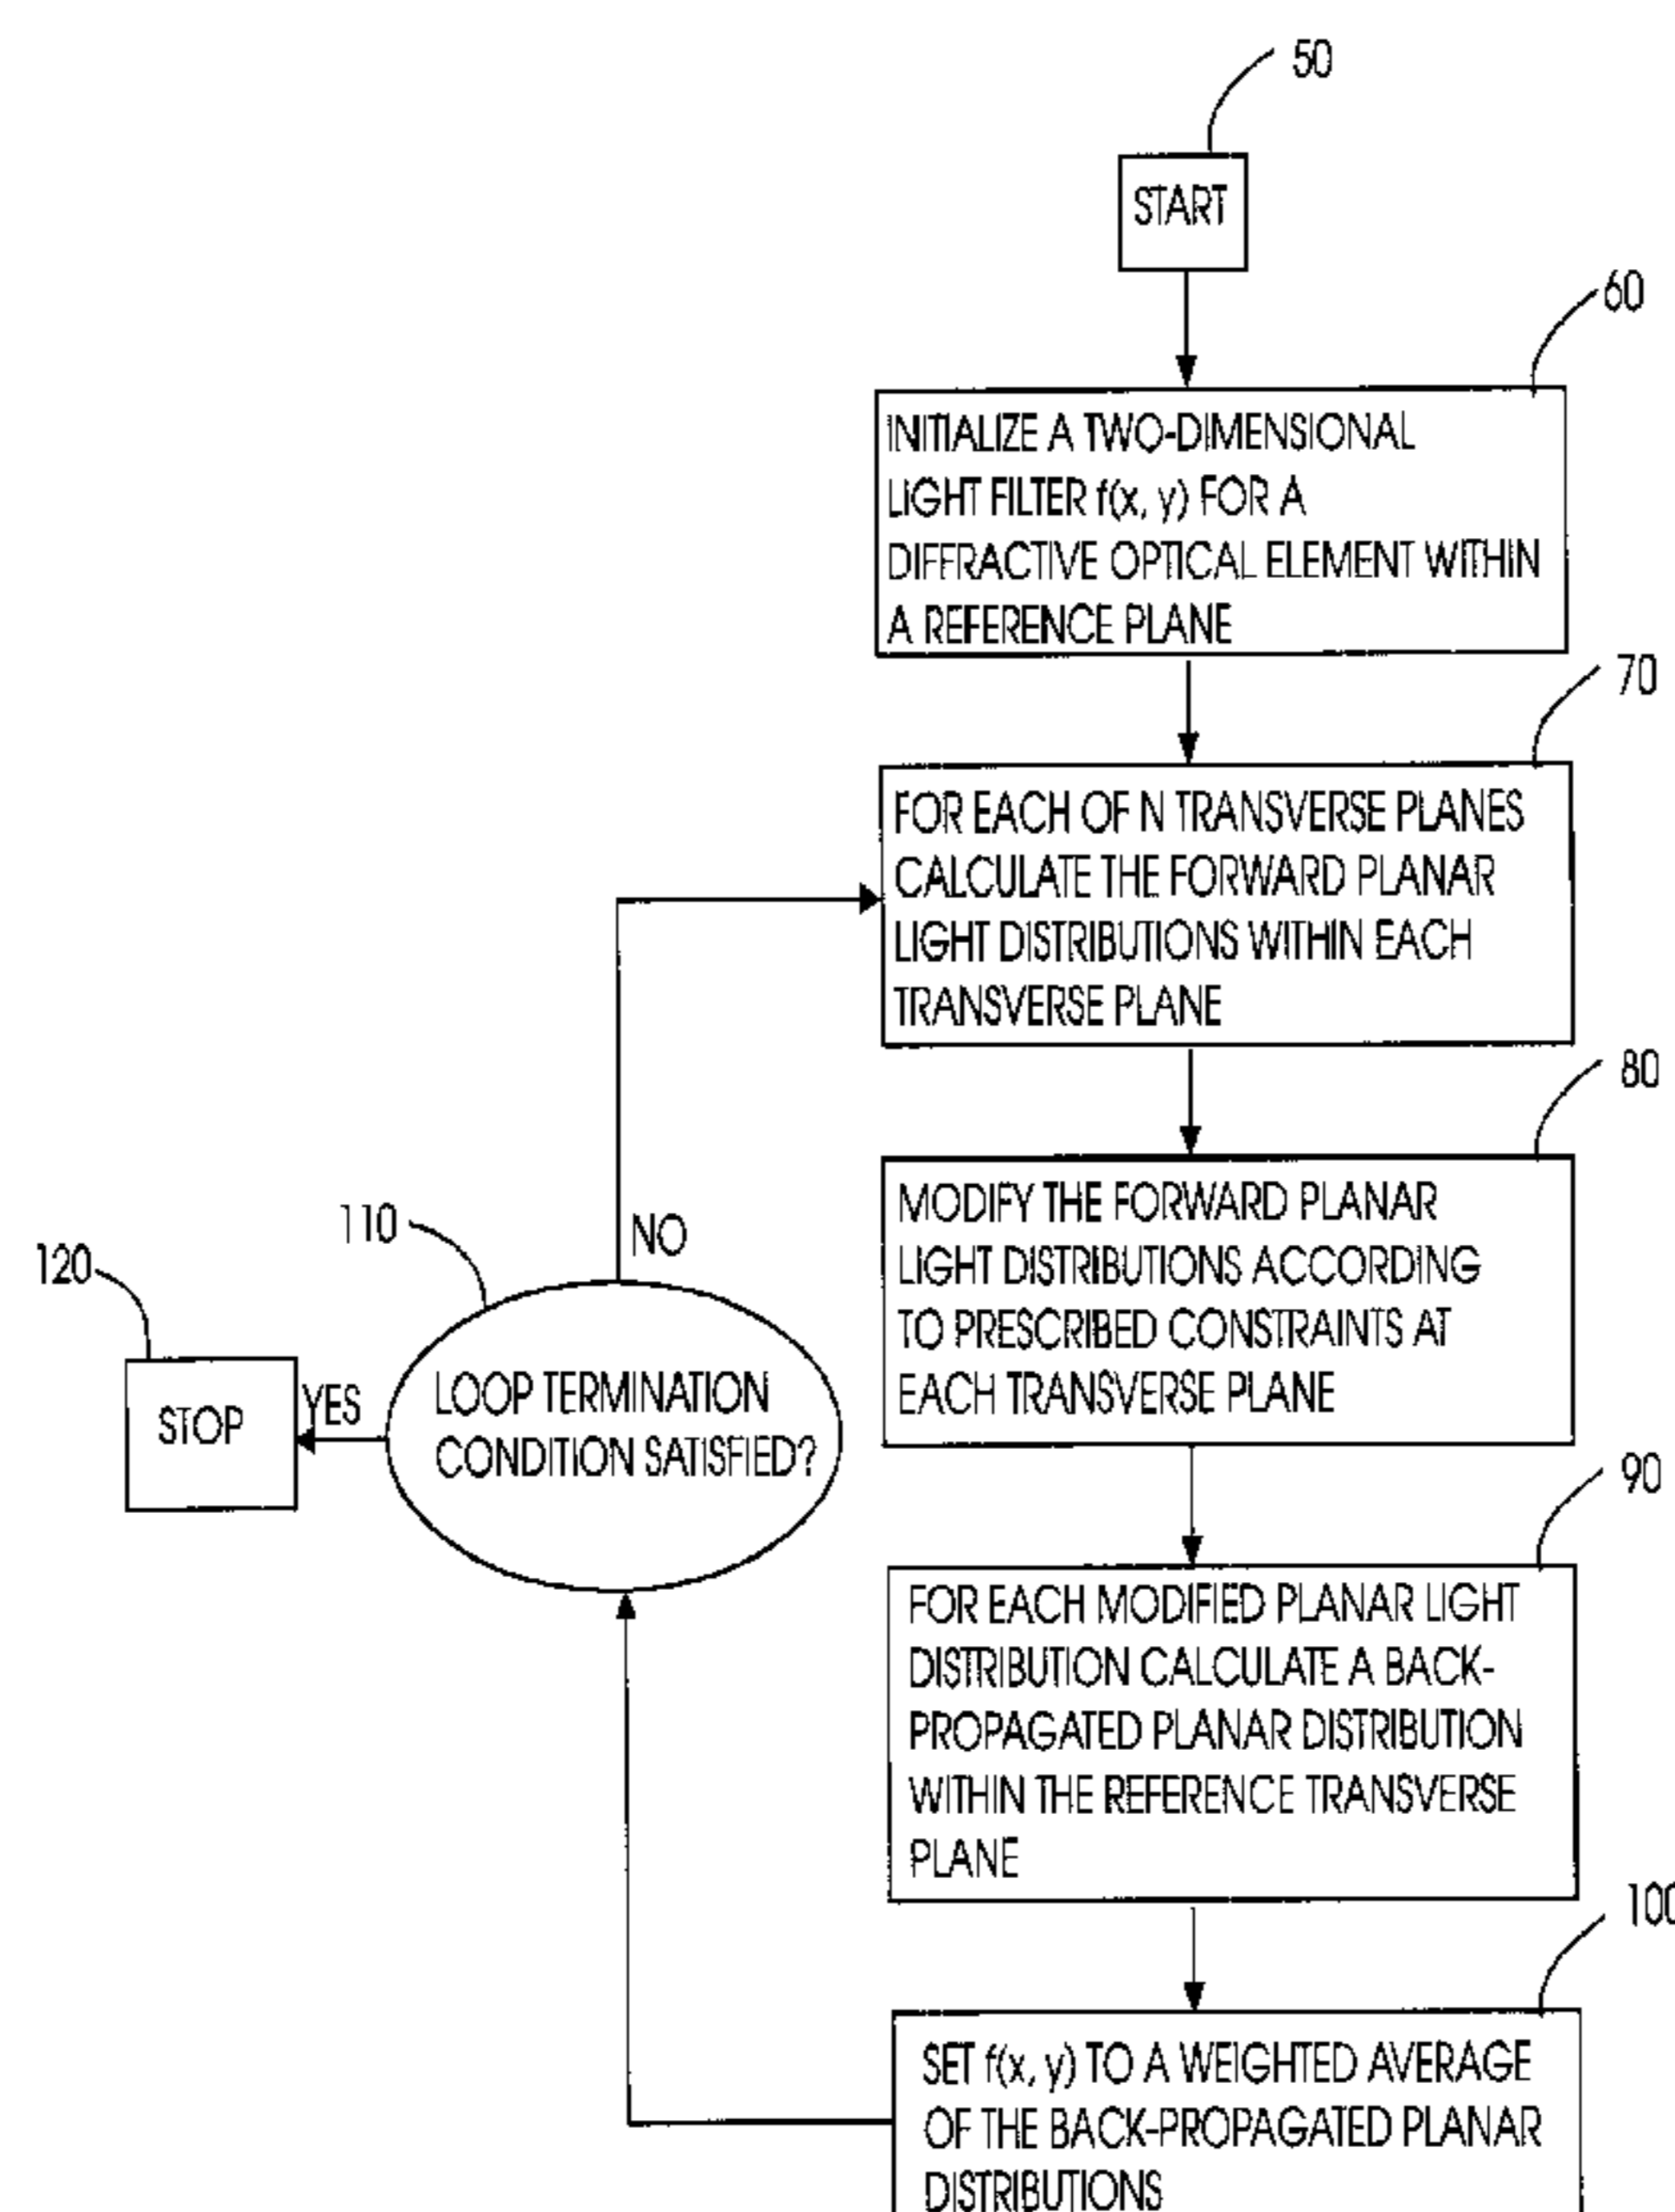 50
START
60
INITIALIZE A TWO-DIMENSIONAL
LIGHT FILTER f(x, y) FOR A
DIFFRACTIVE OPTICAL ELEMENT WITHIN
A REFERENCE PLANE
70
FOR EACH OF N TRANSVERSE PLANES
CALCULATE THE FORWARD PLANAR
LIGHT DISTRIBUTIONS WITHIN EACH
TRANSVERSE PLANE
80
MODIFY THE FORWARD PLANAR
LIGHT DISTRIBUTIONS ACCORDING
TO PRESCRIBED CONSTRAINTS AT
EACH TRANSVERSE PLANE
90
FOR EACH MODIFIED PLANAR LIGHT
DISTRIBUTION CALCULATE A BACK-
PROPAGATED PLANAR DISTRIBUTION
WITHIN THE REFERENCE TRANSVERSE
PLANE
100
SET f(x, y) TO A WEIGHTED AVERAGE
OF THE BACK-PROPAGATED PLANAR
DISTRIBUTIONS
110
NO
LOOP TERMINATION
CONDITION SATISFIED?
YES
120
STOP